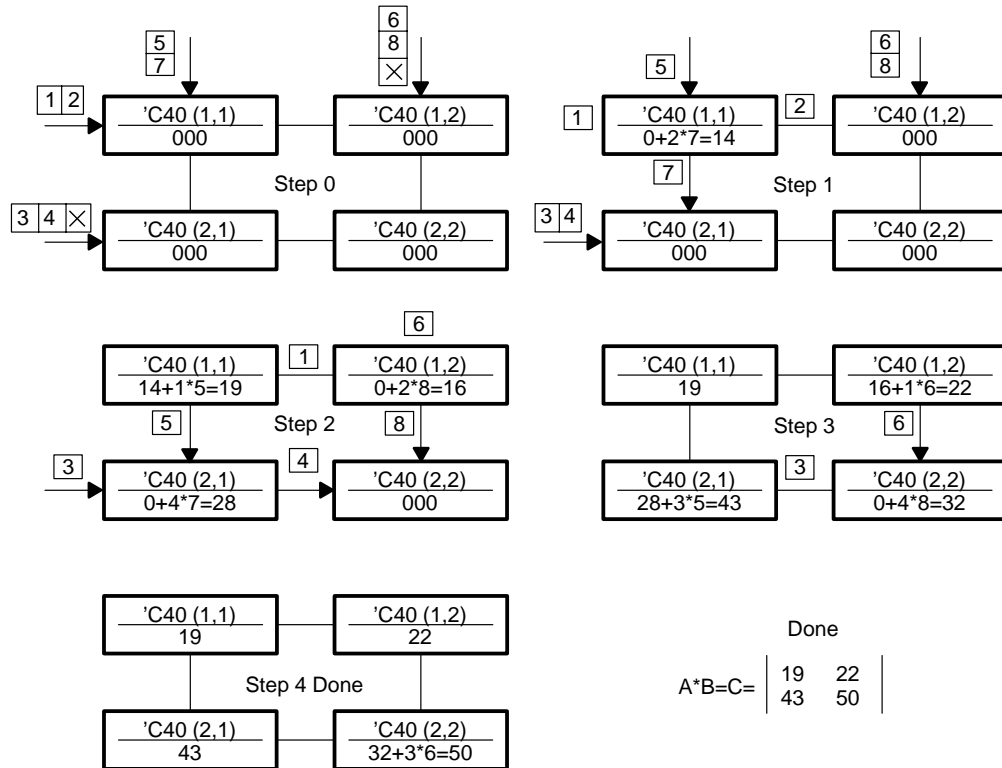 5
7
6
8
1 2
'C40 (1,1)
000
'C40 (1,2)
000
Step 0
3 4
'C40 (2,1)
000
'C40 (2,2)
000
5
6
8
1
'C40 (1,1)
0+2*7=14
2
'C40 (1,2)
000
7
Step 1
3 4
'C40 (2,1)
000
'C40 (2,2)
000
6
'C40 (1,1)
14+1*5=19
1
'C40 (1,2)
0+2*8=16
5
Step 2
8
3
'C40 (2,1)
0+4*7=28
4
'C40 (2,2)
000
'C40 (1,1)
19
'C40 (1,2)
16+1*6=22
Step 3
6
'C40 (2,1)
28+3*5=43
3
'C40 (2,2)
0+4*8=32
'C40 (1,1)
19
'C40 (1,2)
22
Step 4 Done
'C40 (2,1)
43
'C40 (2,2)
32+3*6=50
Done
A*B=C=
19 22
43 50